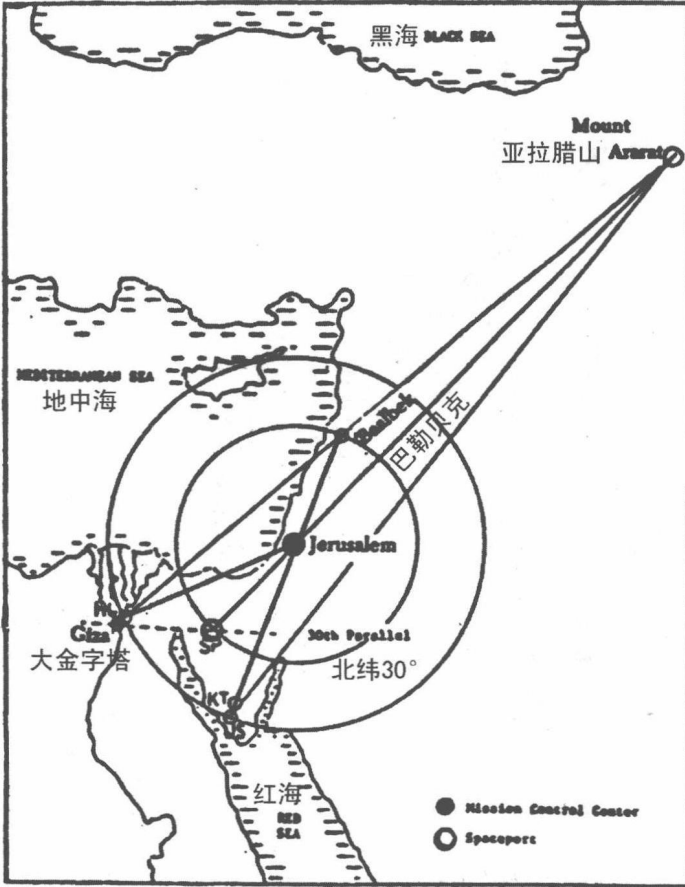 黑海 BLACK SEA
Mount
亚拉腊山 Ararat
MEDITERRANEAN SEA
地中海
Baalbek
巴勒贝克
Jerusalem
Giza
大金字塔
SP
30th Parallel
北纬30°
KT
US
红海
RED
SEA
Mission Control Center
Spaceport